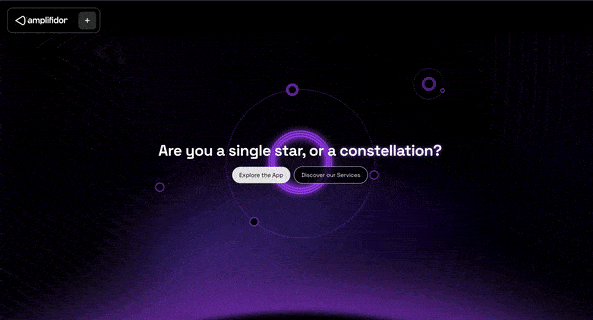 amplifidor
+
Are you a single star, or a constellation?
Explore the App
Discover our Services